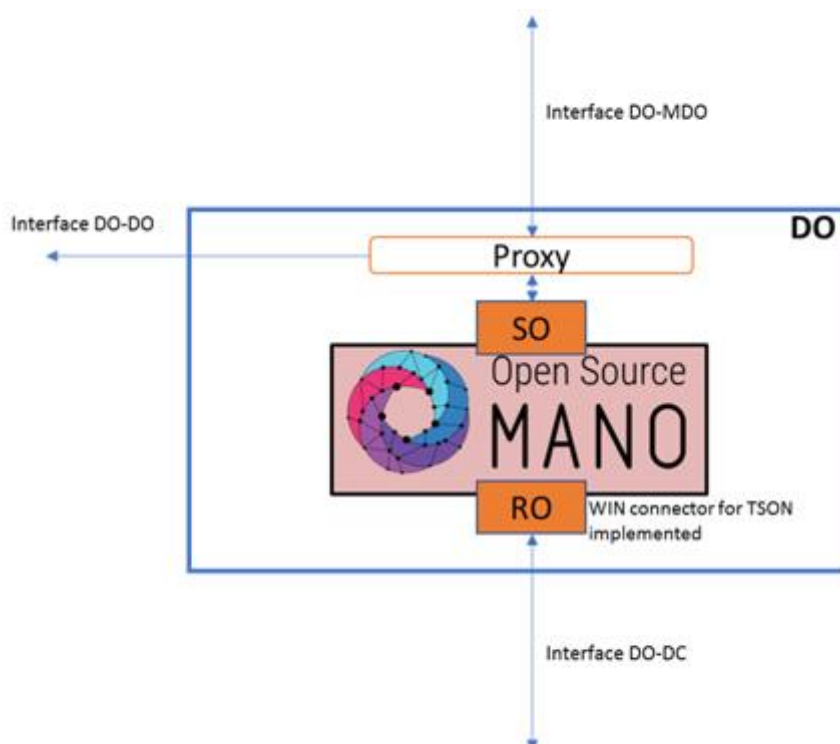 Interface DO-MDO
Interface DO-DO
DO
Proxy
SO
Open Source
MANO
RO
WIN connector for TSON
implemented
Interface DO-DC